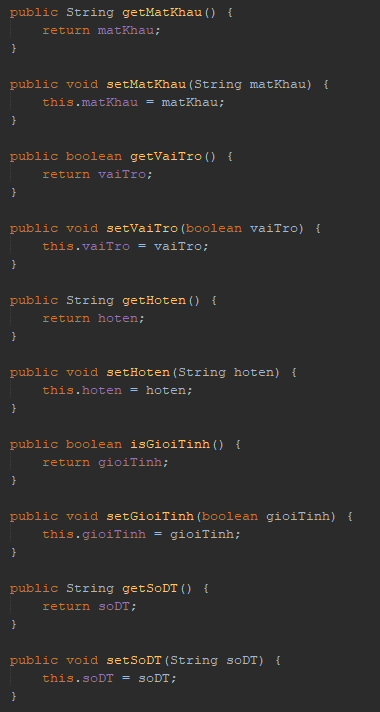 public String getMatKhau() {
    return matKhau;
}

public void setMatKhau(String matKhau) {
    this.matKhau = matKhau;
}

public boolean getVaiTro() {
    return vaiTro;
}

public void setVaiTro(boolean vaiTro) {
    this.vaiTro = vaiTro;
}

public String getHoten() {
    return hoten;
}

public void setHoten(String hoten) {
    this.hoten = hoten;
}

public boolean isGioiTinh() {
    return gioiTinh;
}

public void setGioiTinh(boolean gioiTinh) {
    this.gioiTinh = gioiTinh;
}

public String getSoDT() {
    return soDT;
}

public void setSoDT(String soDT) {
    this.soDT = soDT;
}